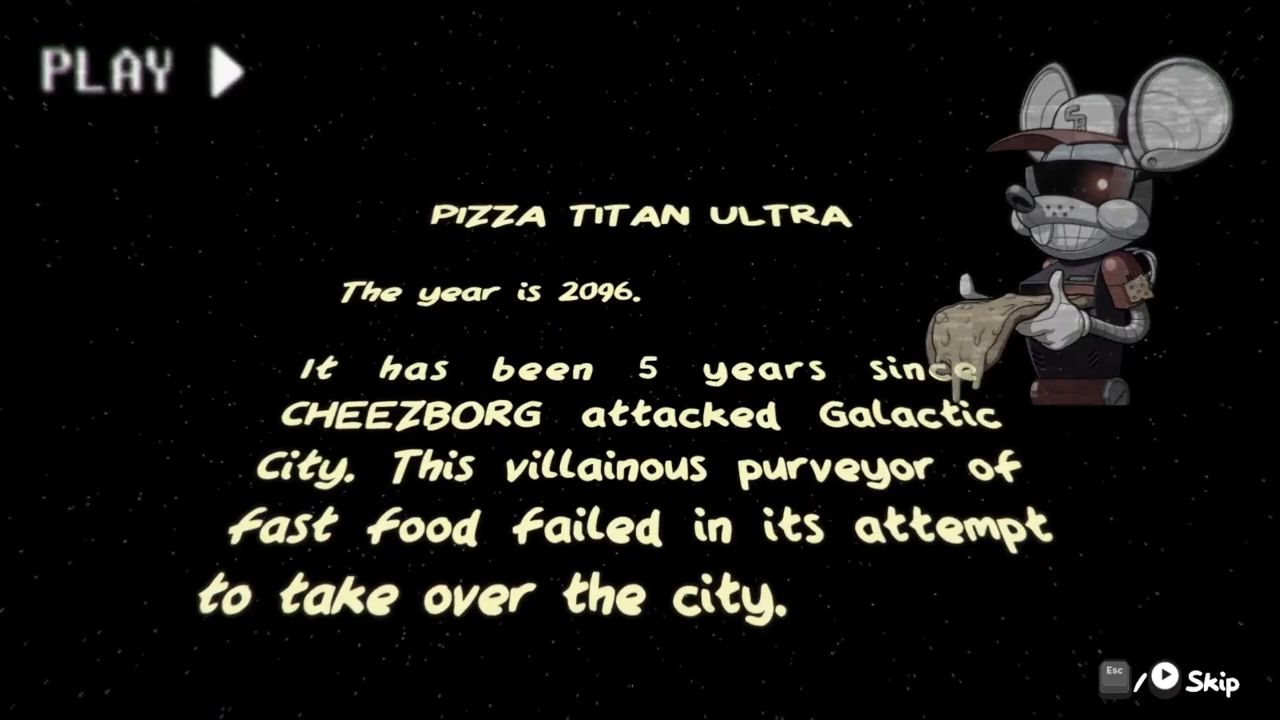 PLAY
PIZZA TITAN ULTRA
The year is 2096.
It has been 5 years since
CHEEZBORG attacked Galactic
City. This villainous purveyor of
fast food failed in its attempt
to take over the city.
Esc / Skip
CB